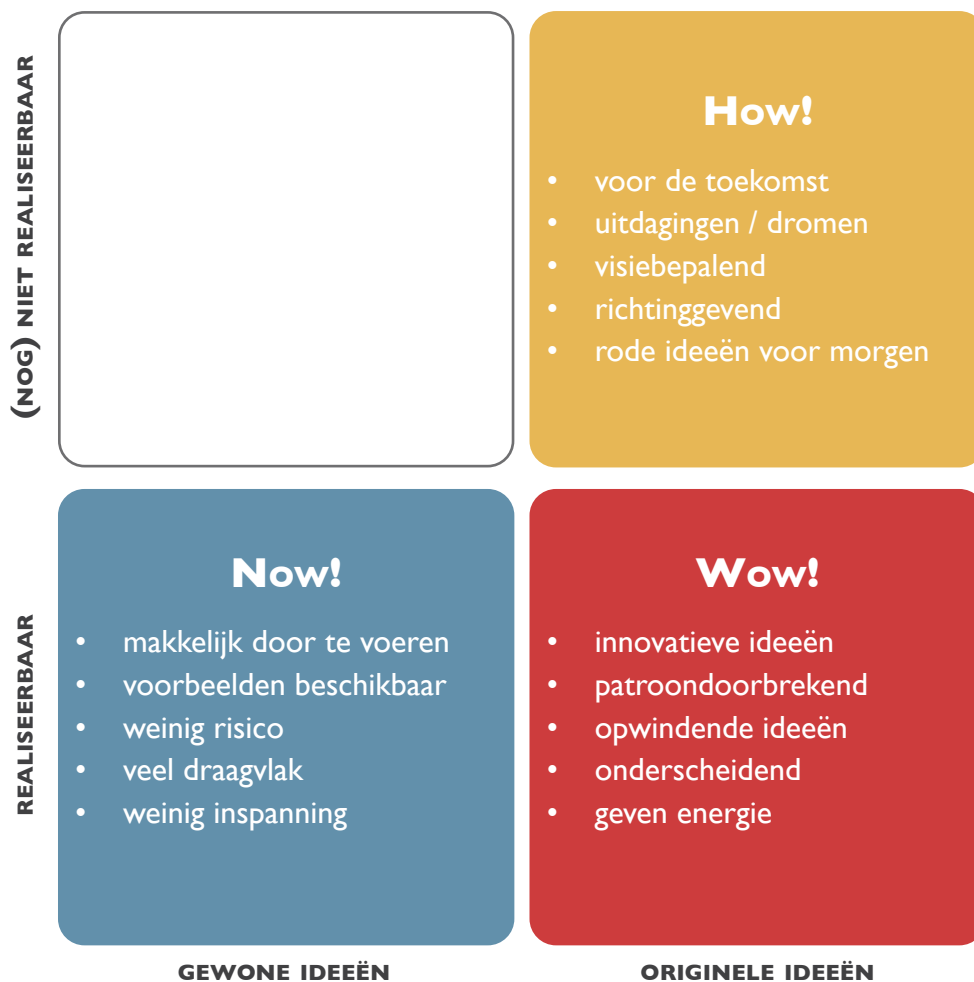 (NOG) NIET REALISEERBAAR
How!
• voor de toekomst
• uitdagingen / dromen
• visiebepalend
• richtinggevend
• rode ideeën voor morgen
REALISEERBAAR
Now!
• makkelijk door te voeren
• voorbeelden beschikbaar
• weinig risico
• veel draagvlak
• weinig inspanning
Wow!
• innovatieve ideeën
• patroondoorbrekend
• opwindende ideeën
• onderscheidend
• geven energie
GEWONE IDEEËN
ORIGINELE IDEEËN